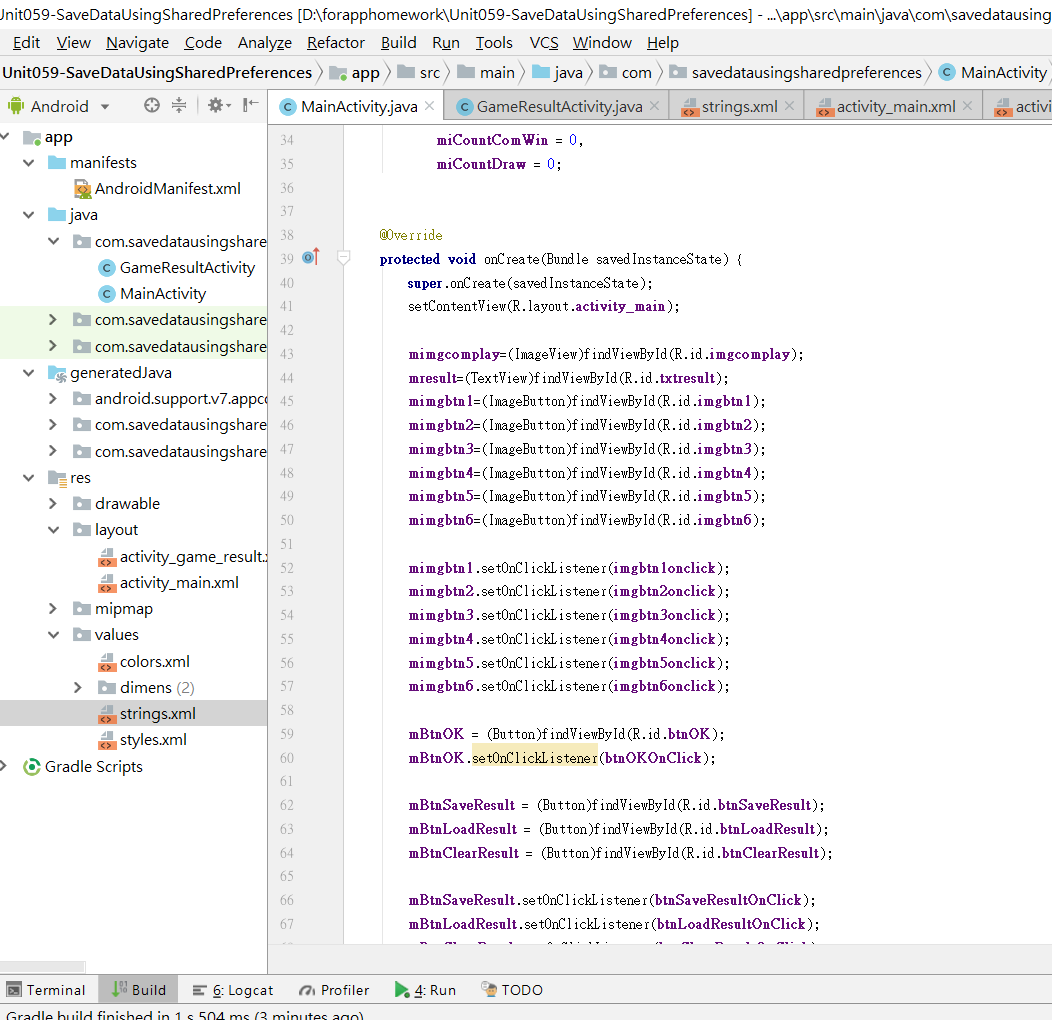 Unit059-SaveDataUsingSharedPreferences [D:\forapphomework\Unit059-SaveDataUsingSharedPreferences] - ...\app\src\main\java\com\savedatausing
Edit View Navigate Code Analyze Refactor Build Run Tools VCS Window Help
Unit059-SaveDataUsingSharedPreferences app src main java com savedatausingsharedpreferences MainActivity
Android MainActivity.java GameResultActivity.java strings.xml activity_main.xml activi
app
manifests
AndroidManifest.xml
java
com.savedatausingshare
GameResultActivity
MainActivity
com.savedatausingshare
com.savedatausingshare
generatedJava
android.support.v7.appco
com.savedatausingshare
com.savedatausingshare
res
drawable
layout
activity_game_result.x
activity_main.xml
mipmap
values
colors.xml
dimens (2)
strings.xml
styles.xml
Gradle Scripts
34 miCountComWin = 0,
35 miCountDraw = 0;
36
37
38 @Override
39 protected void onCreate(Bundle savedInstanceState) {
40 super.onCreate(savedInstanceState);
41 setContentView(R.layout.activity_main);
42
43 mimgcomplay=(ImageView)findViewById(R.id.imgcomplay);
44 mresult=(TextView)findViewById(R.id.txtresult);
45 mimgbtn1=(ImageButton)findViewById(R.id.imgbtn1);
46 mimgbtn2=(ImageButton)findViewById(R.id.imgbtn2);
47 mimgbtn3=(ImageButton)findViewById(R.id.imgbtn3);
48 mimgbtn4=(ImageButton)findViewById(R.id.imgbtn4);
49 mimgbtn5=(ImageButton)findViewById(R.id.imgbtn5);
50 mimgbtn6=(ImageButton)findViewById(R.id.imgbtn6);
51
52 mimgbtn1.setOnClickListener(imgbtn1onclick);
53 mimgbtn2.setOnClickListener(imgbtn2onclick);
54 mimgbtn3.setOnClickListener(imgbtn3onclick);
55 mimgbtn4.setOnClickListener(imgbtn4onclick);
56 mimgbtn5.setOnClickListener(imgbtn5onclick);
57 mimgbtn6.setOnClickListener(imgbtn6onclick);
58
59 mBtnOK = (Button)findViewById(R.id.btnOK);
60 mBtnOK.setOnClickListener(btnOKOnClick);
61
62 mBtnSaveResult = (Button)findViewById(R.id.btnSaveResult);
63 mBtnLoadResult = (Button)findViewById(R.id.btnLoadResult);
64 mBtnClearResult = (Button)findViewById(R.id.btnClearResult);
65
66 mBtnSaveResult.setOnClickListener(btnSaveResultOnClick);
67 mBtnLoadResult.setOnClickListener(btnLoadResultOnClick);
Terminal Build 6: Logcat Profiler 4: Run TODO
Gradle build finished in 1 s 504 ms (3 minutes ago)